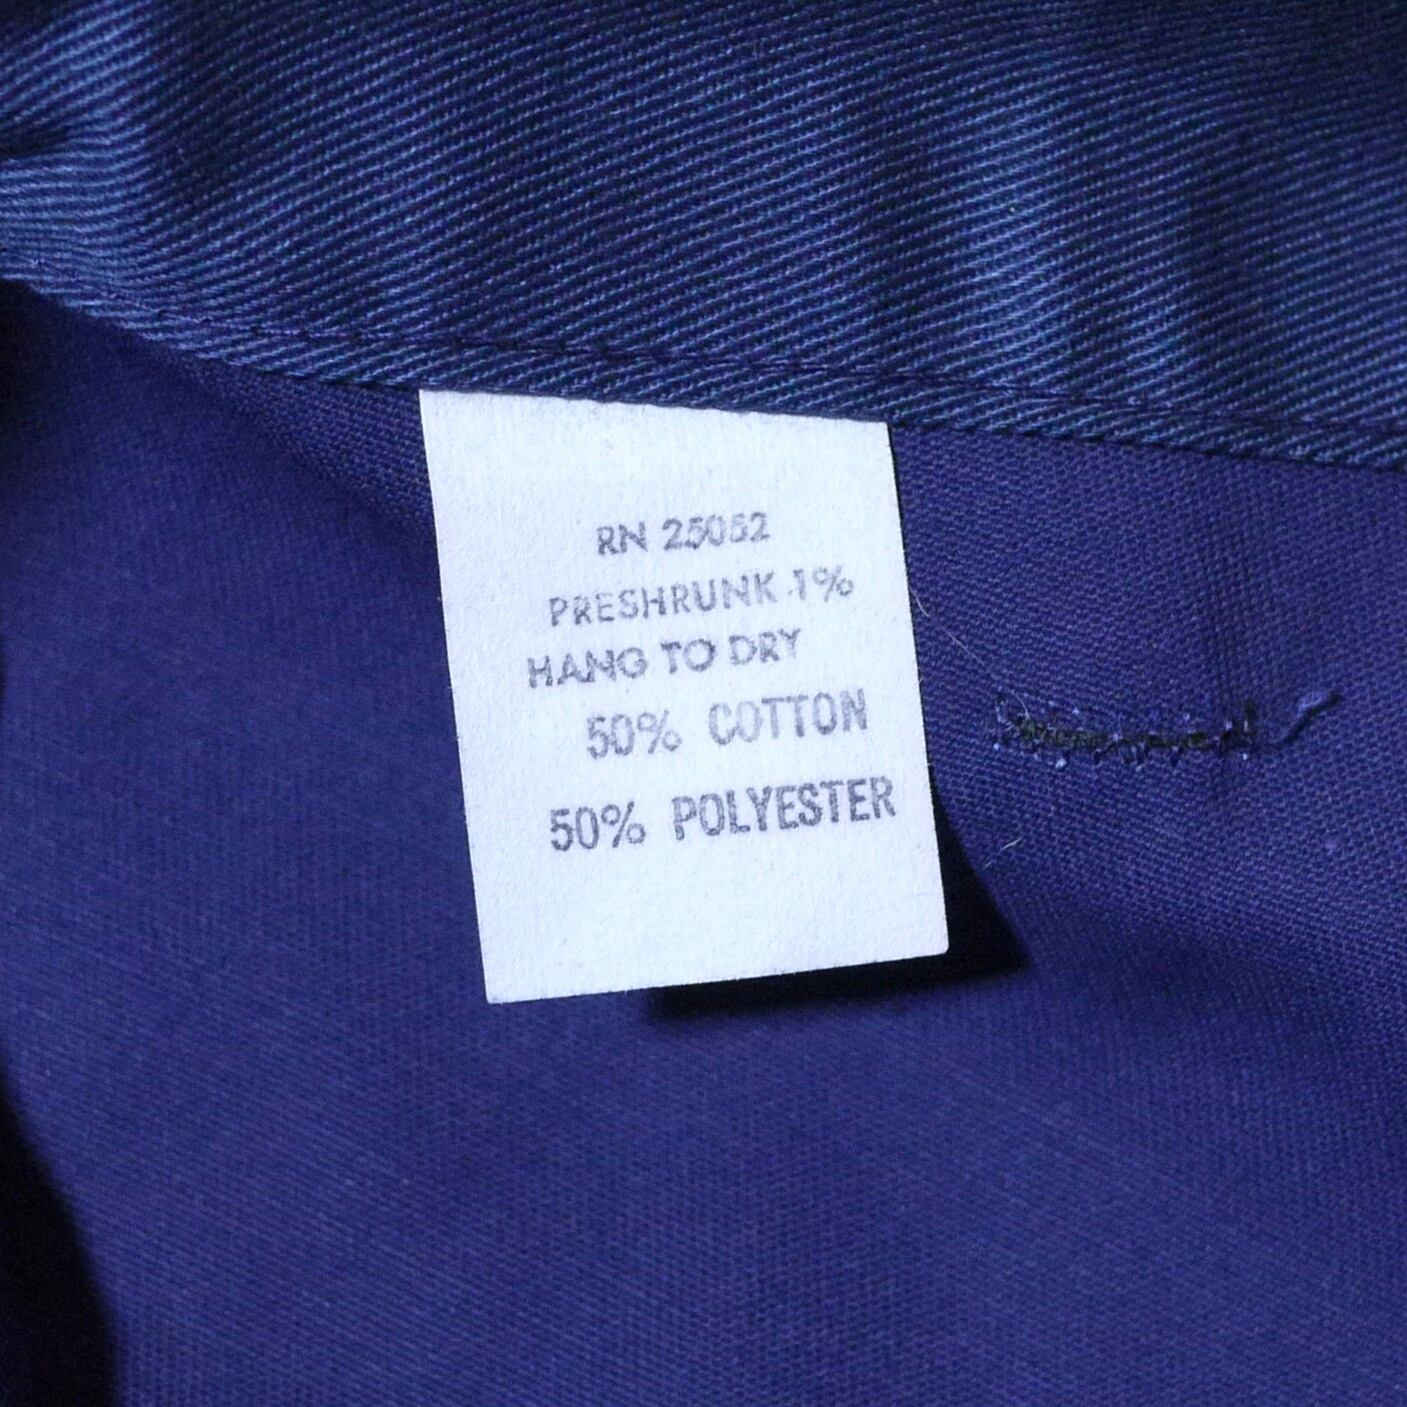 RN 25052
PRESHRUNK 1%
HANG TO DRY
50% COTTON
50% POLYESTER